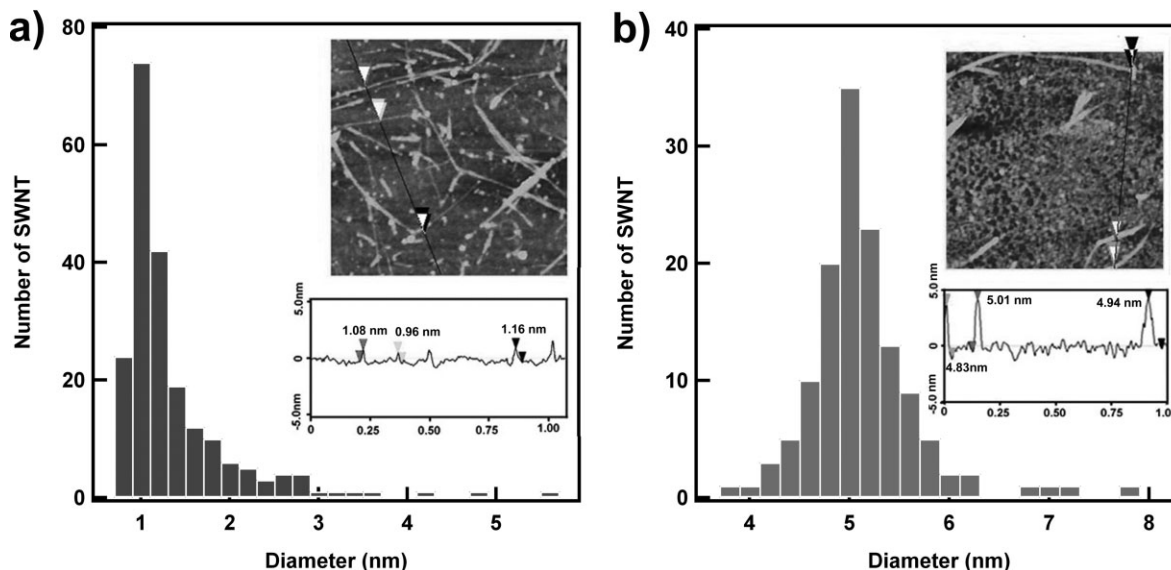 a)
Number of SWNT
80
60
40
20
0
1 2 3 4 5
Diameter (nm)
5.0nm
0
-5.0nm
1.08 nm
0.96 nm
1.16 nm
0 0.25 0.50 0.75 1.00
b)
Number of SWNT
40
30
20
10
0
4 5 6 7 8
Diameter (nm)
5.0nm
0
-5.0nm
5.01 nm
4.94 nm
4.83nm
0 0.25 0.50 0.75 1.0